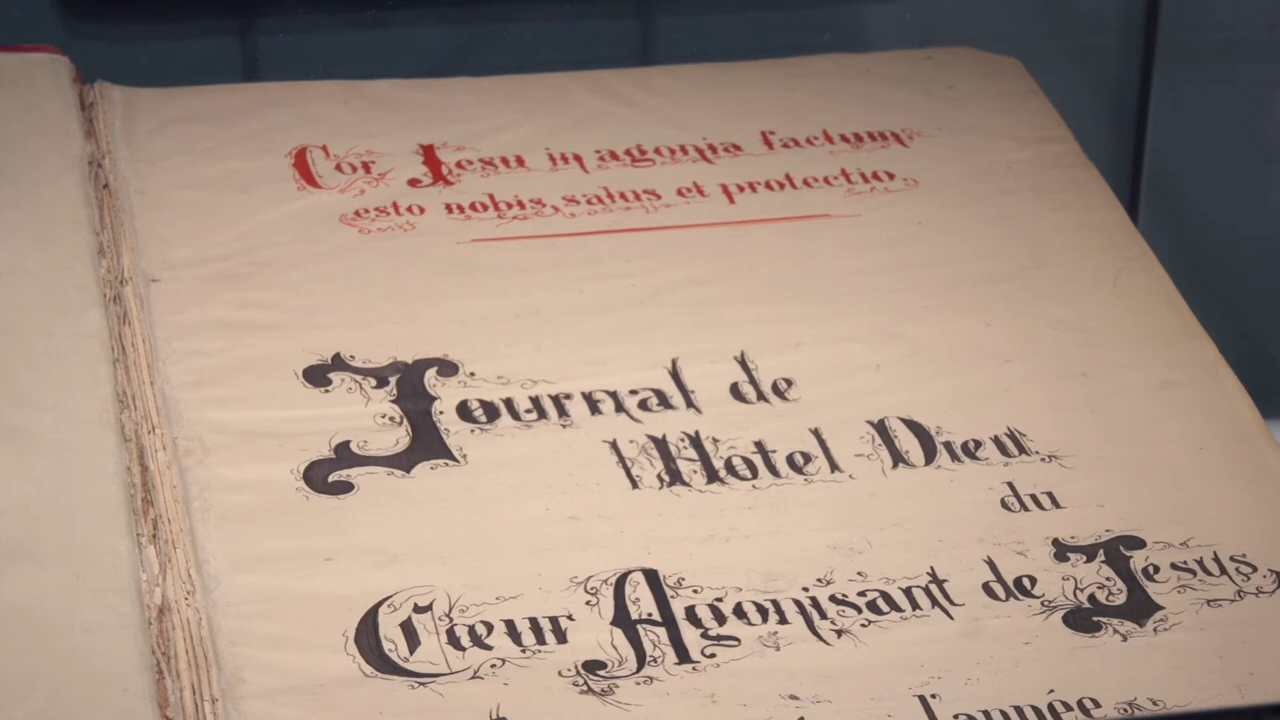 Cor Jesu in agonia factum
esto nobis, salus et protectio.
Journal de
l Hotel Dieu
du
Cœur Agonisant de Jésus,
l'année